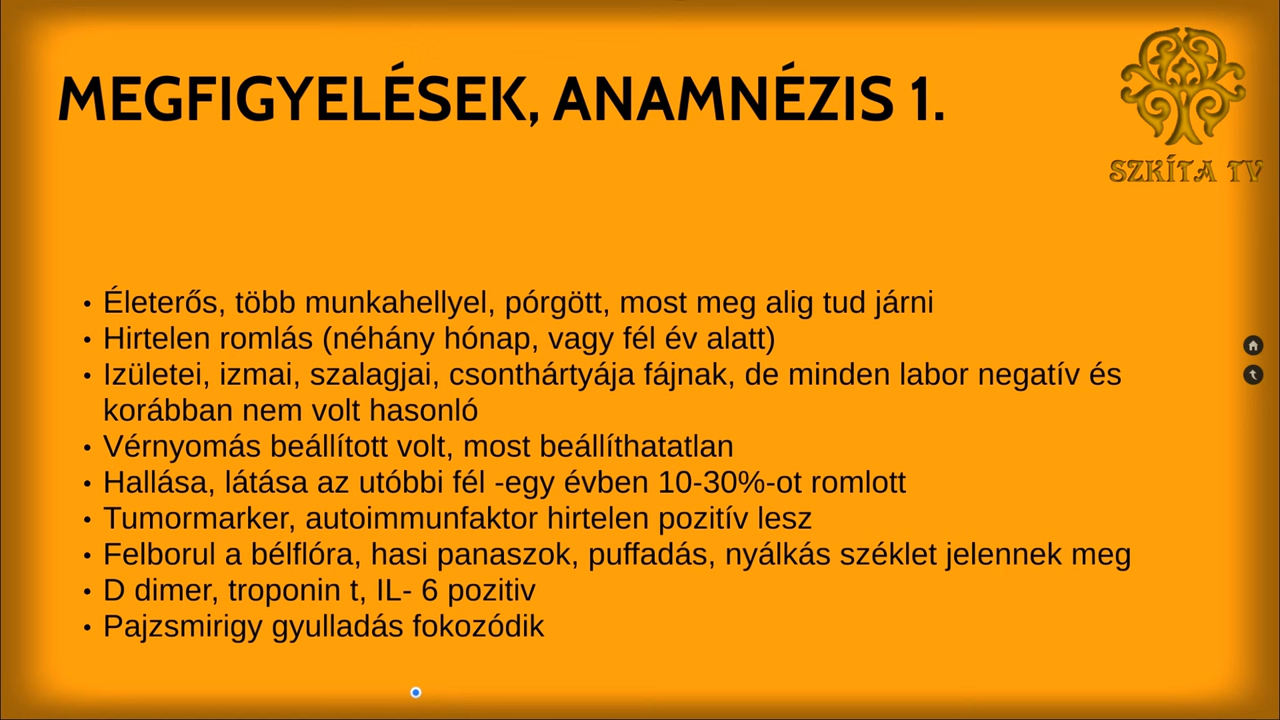 MEGFIGYELÉSEK, ANAMNÉZIS 1.
SZKÍTA TV
• Életerős, több munkahellyel, pórgött, most meg alig tud járni
• Hirtelen romlás (néhány hónap, vagy fél év alatt)
• Izületei, izmai, szalagjai, csonthártyája fájnak, de minden labor negatív és
korábban nem volt hasonló
• Vérnyomás beállított volt, most beállíthatatlan
• Hallása, látása az utóbbi fél -egy évben 10-30%-ot romlott
• Tumormarker, autoimmunfaktor hirtelen pozitív lesz
• Felborul a bélflóra, hasi panaszok, puffadás, nyálkás széklet jelennek meg
• D dimer, troponin t, IL- 6 pozitiv
• Pajzsmirigy gyulladás fokozódik